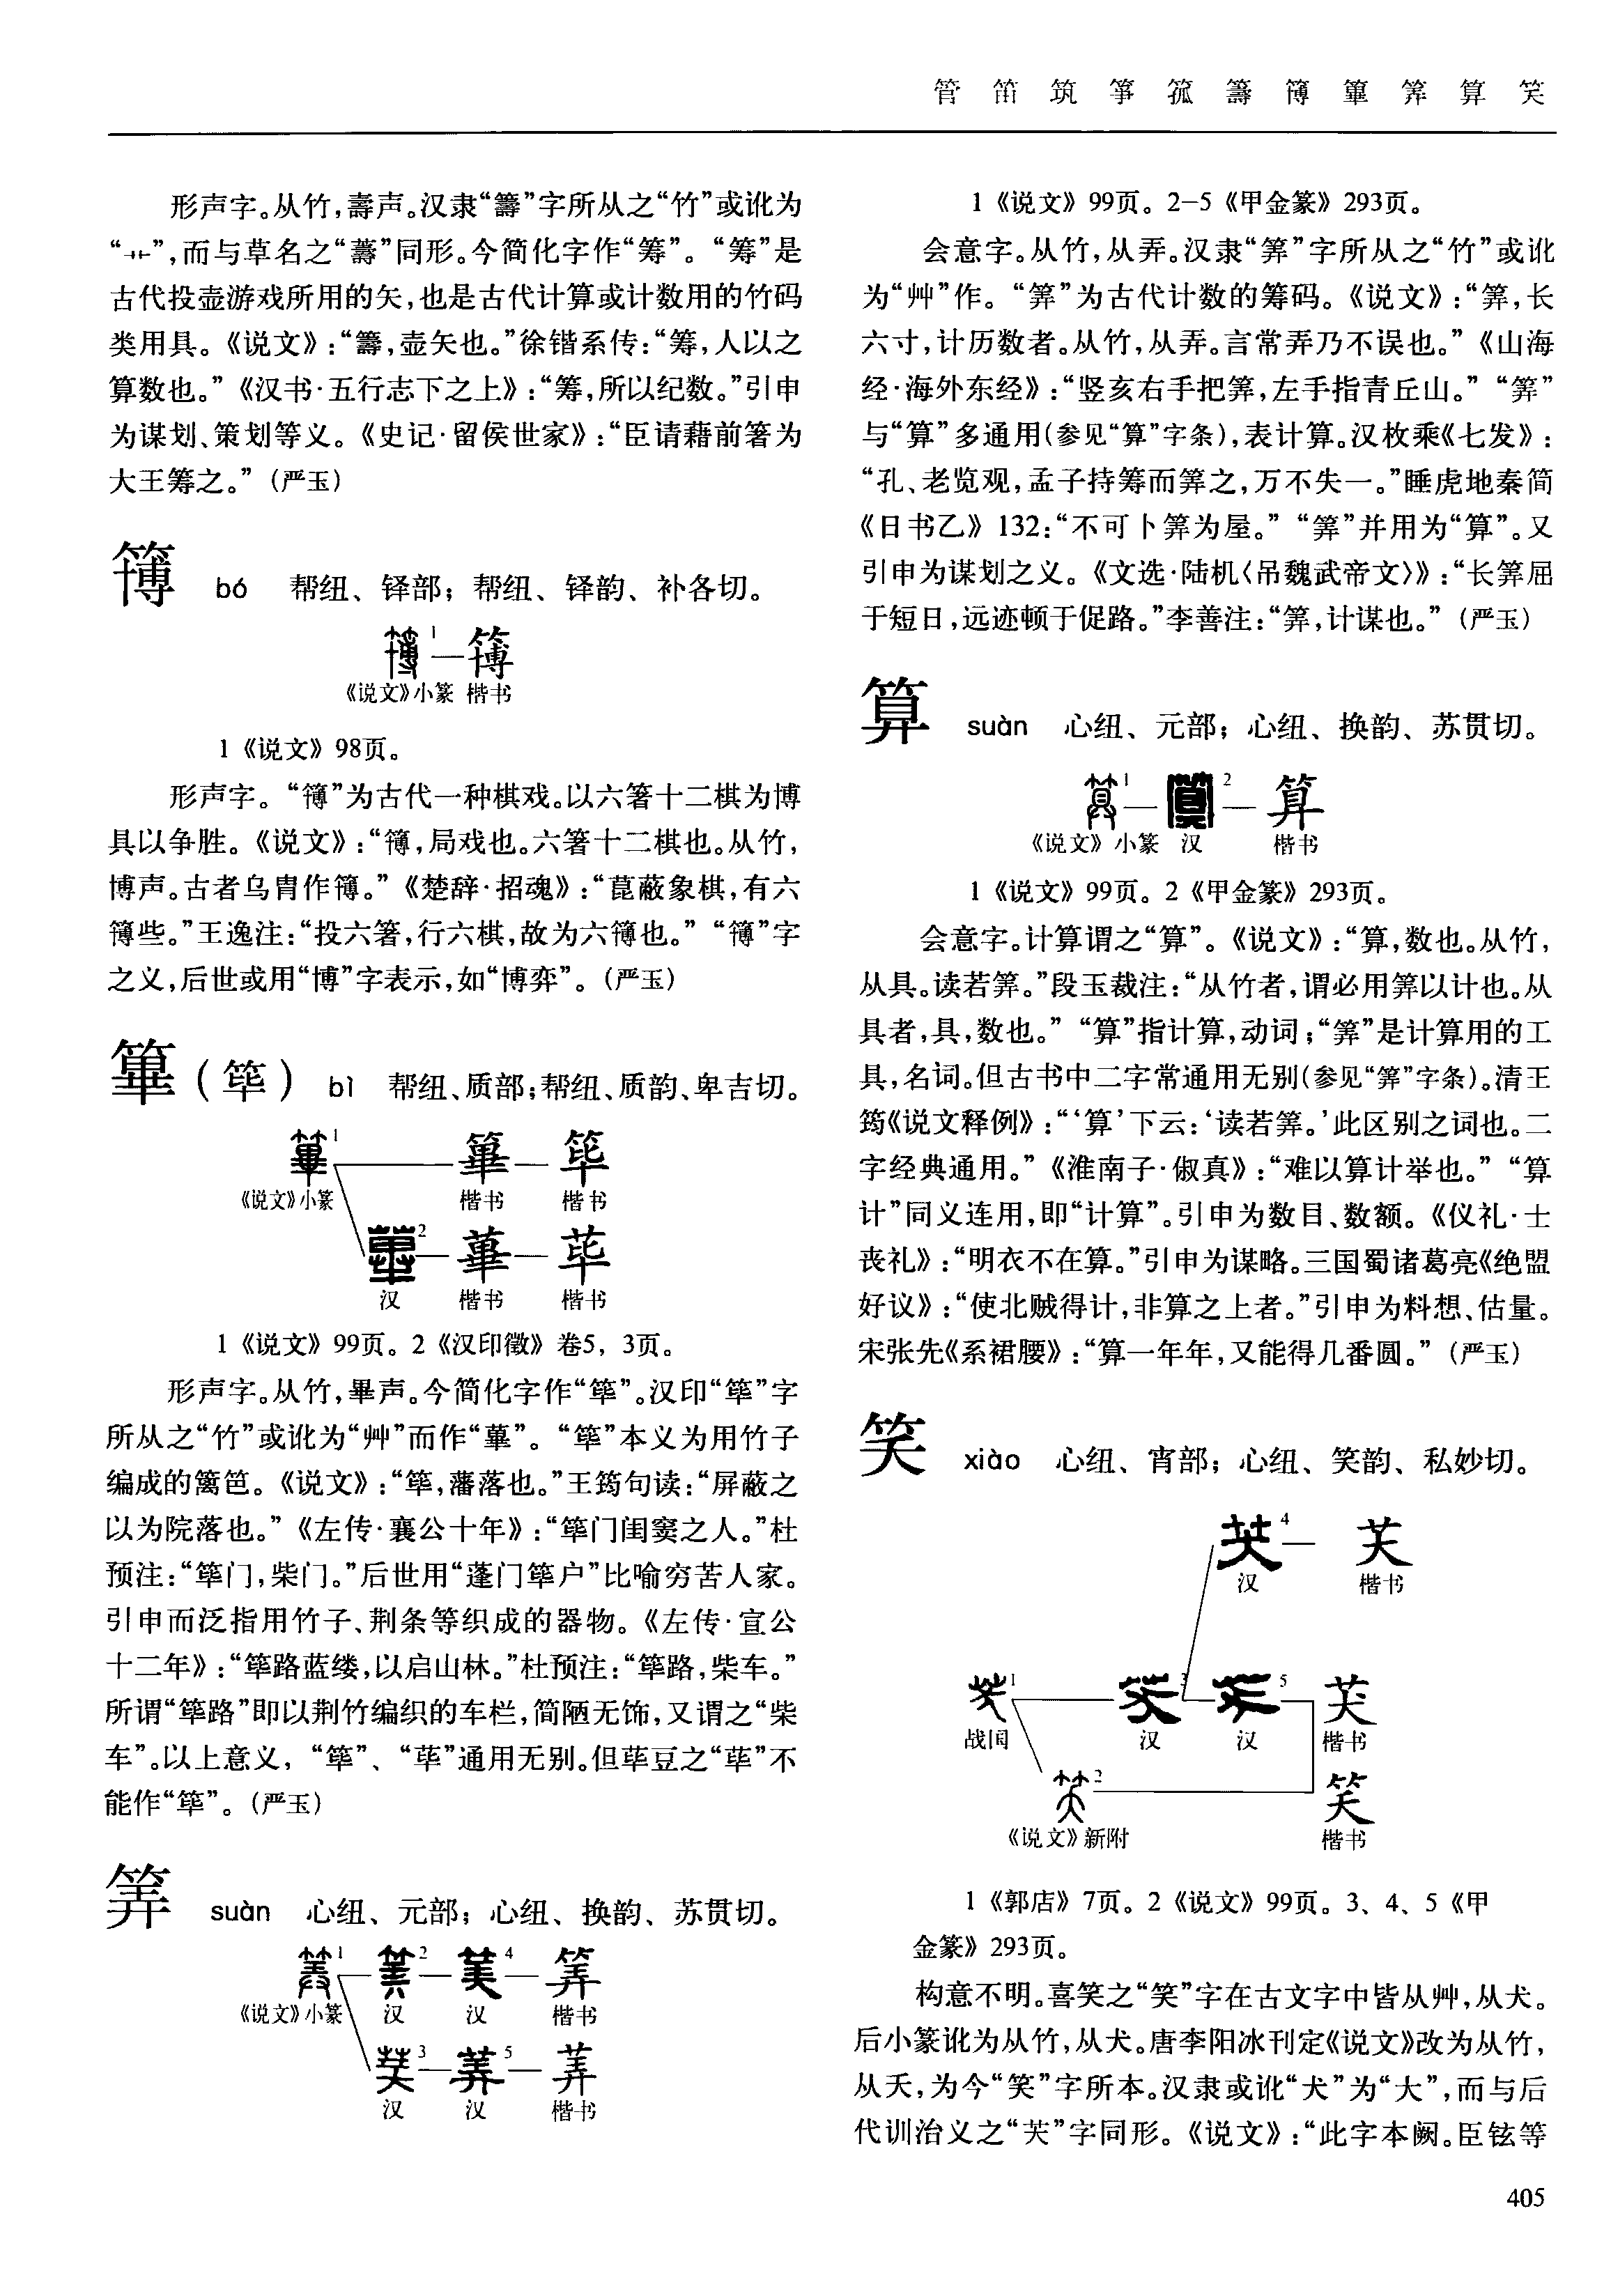 管 笛 筑 筝 箛 籌 簙 篳 筭 算 笑
形声字。从竹,壽声。汉隶“籌”字所从之“竹”或讹为
“艹”,而与草名之“薵”同形。今简化字作“筹”。“筹”是
古代投壶游戏所用的矢,也是古代计算或计数用的竹码
类用具。《说文》:“籌,壶矢也。”徐锴系传:“筹,人以之
算数也。”《汉书·五行志下之上》:“筹,所以纪数。”引申
为谋划、策划等义。《史记·留侯世家》:“臣请藉前箸为
大王筹之。”(严玉)
簙 bó 帮纽、铎部;帮纽、铎韵、补各切。
1 — 簙
《说文》小篆 楷书
1《说文》98页。
形声字。“簙”为古代一种棋戏。以六箸十二棋为博
具以争胜。《说文》:“簙,局戏也。六箸十二棋也。从竹,
博声。古者乌胄作簙。”《楚辞·招魂》:“菎蔽象棋,有六
簙些。”王逸注:“投六箸,行六棋,故为六簙也。”“簙”字
之义,后世或用“博”字表示,如“博弈”。(严玉)
篳(筚) bì 帮纽、质部;帮纽、质韵、卑吉切。
篳1 — 篳 — 筚
《说文》小篆 楷书 楷书
2 — 蓽 — 荜
汉 楷书 楷书
1《说文》99页。2《汉印徵》卷5,3页。
形声字。从竹,畢声。今简化字作“筚”。汉印“筚”字
所从之“竹”或讹为“艸”而作“蓽”。“筚”本义为用竹子
编成的篱笆。《说文》:“筚,藩落也。”王筠句读:“屏蔽之
以为院落也。”《左传·襄公十年》:“筚门闺窦之人。”杜
预注:“筚门,柴门。”后世用“蓬门筚户”比喻穷苦人家。
引申而泛指用竹子、荆条等织成的器物。《左传·宣公
十二年》:“筚路蓝缕,以启山林。”杜预注:“筚路,柴车。”
所谓“筚路”即以荆竹编织的车栏,简陋无饰,又谓之“柴
车”。以上意义,“筚”、“荜”通用无别。但荜豆之“荜”不
能作“筚”。(严玉)
筭 suàn 心纽、元部;心纽、换韵、苏贯切。
1 — 2 — 4 — 筭
《说文》小篆 汉 汉 楷书
3 — 5 — 莾
汉 汉 楷书
1《说文》99页。2-5《甲金篆》293页。
会意字。从竹,从弄。汉隶“筭”字所从之“竹”或讹
为“艸”作。“筭”为古代计数的筹码。《说文》:“筭,长
六寸,计历数者。从竹,从弄。言常弄乃不误也。”《山海
经·海外东经》:“竖亥右手把筭,左手指青丘山。”“筭”
与“算”多通用(参见“算”字条),表计算。汉枚乘《七发》:
“孔、老览观,孟子持筹而筭之,万不失一。”睡虎地秦简
《日书乙》132:“不可卜筭为屋。”“筭”并用为“算”。又
引申为谋划之义。《文选·陆机〈吊魏武帝文〉》:“长筭屈
于短日,远迹顿于促路。”李善注:“筭,计谋也。”(严玉)
算 suàn 心纽、元部;心纽、换韵、苏贯切。
1 — 2 — 算
《说文》小篆 汉 楷书
1《说文》99页。2《甲金篆》293页。
会意字。计算谓之“算”。《说文》:“算,数也。从竹,
从具。读若筭。”段玉裁注:“从竹者,谓必用筭以计也。从
具者,具,数也。”“算”指计算,动词;“筭”是计算用的工
具,名词。但古书中二字常通用无别(参见“筭”字条)。清王
筠《说文释例》:“‘算’下云:‘读若筭。’此区别之词也。二
字经典通用。”《淮南子·俶真》:“难以算计举也。”“算
计”同义连用,即“计算”。引申为数目、数额。《仪礼·士
丧礼》:“明衣不在算。”引申为谋略。三国蜀诸葛亮《绝盟
好议》:“使北贼得计,非算之上者。”引申为料想、估量。
宋张先《系裙腰》:“算一年年,又能得几番圆。”(严玉)
笑 xiào 心纽、宵部;心纽、笑韵、私妙切。
4 — 芺
汉 楷书
1 — 3 — 5 —
战国 汉 汉 楷书
2 — 笑
《说文》新附 楷书
1《郭店》7页。2《说文》99页。3、4、5《甲
金篆》293页。
构意不明。喜笑之“笑”字在古文字中皆从艸,从犬。
后小篆讹为从竹,从犬。唐李阳冰刊定《说文》改为从竹,
从夭,为今“笑”字所本。汉隶或讹“犬”为“大”,而与后
代训治义之“”字同形。《说文》:“此字本阙。臣铉等
405